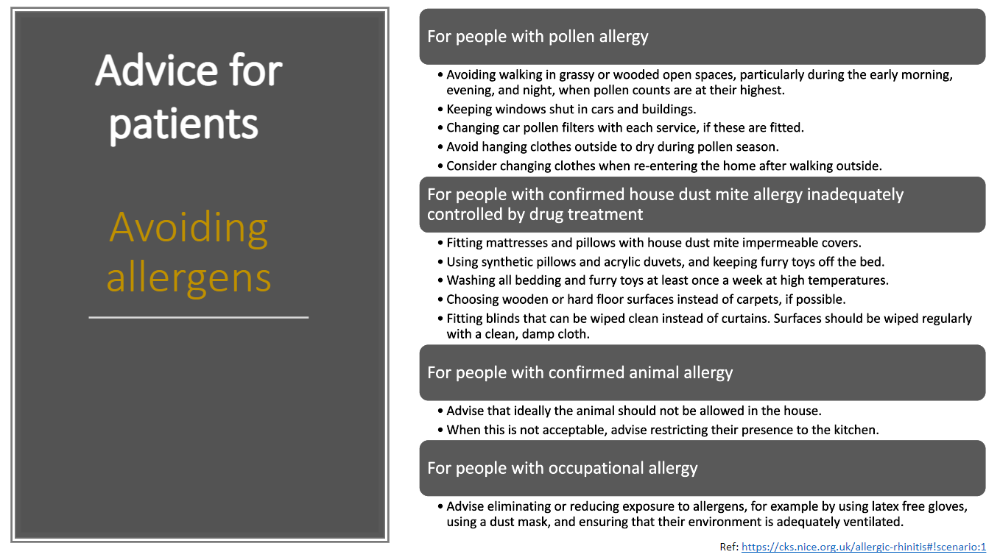 Advice for
patients
Avoiding
allergens
For people with pollen allergy
• Avoiding walking in grassy or wooded open spaces, particularly during the early morning,
evening, and night, when pollen counts are at their highest.
• Keeping windows shut in cars and buildings.
• Changing car pollen filters with each service, if these are fitted.
• Avoid hanging clothes outside to dry during pollen season.
• Consider changing clothes when re-entering the home after walking outside.
For people with confirmed house dust mite allergy inadequately
controlled by drug treatment
• Fitting mattresses and pillows with house dust mite impermeable covers.
• Using synthetic pillows and acrylic duvets, and keeping furry toys off the bed.
• Washing all bedding and furry toys at least once a week at high temperatures.
• Choosing wooden or hard floor surfaces instead of carpets, if possible.
• Fitting blinds that can be wiped clean instead of curtains. Surfaces should be wiped regularly
with a clean, damp cloth.
For people with confirmed animal allergy
• Advise that ideally the animal should not be allowed in the house.
• When this is not acceptable, advise restricting their presence to the kitchen.
For people with occupational allergy
• Advise eliminating or reducing exposure to allergens, for example by using latex free gloves,
using a dust mask, and ensuring that their environment is adequately ventilated.
Ref: https://cks.nice.org.uk/allergic-rhinitis#!scenario:1